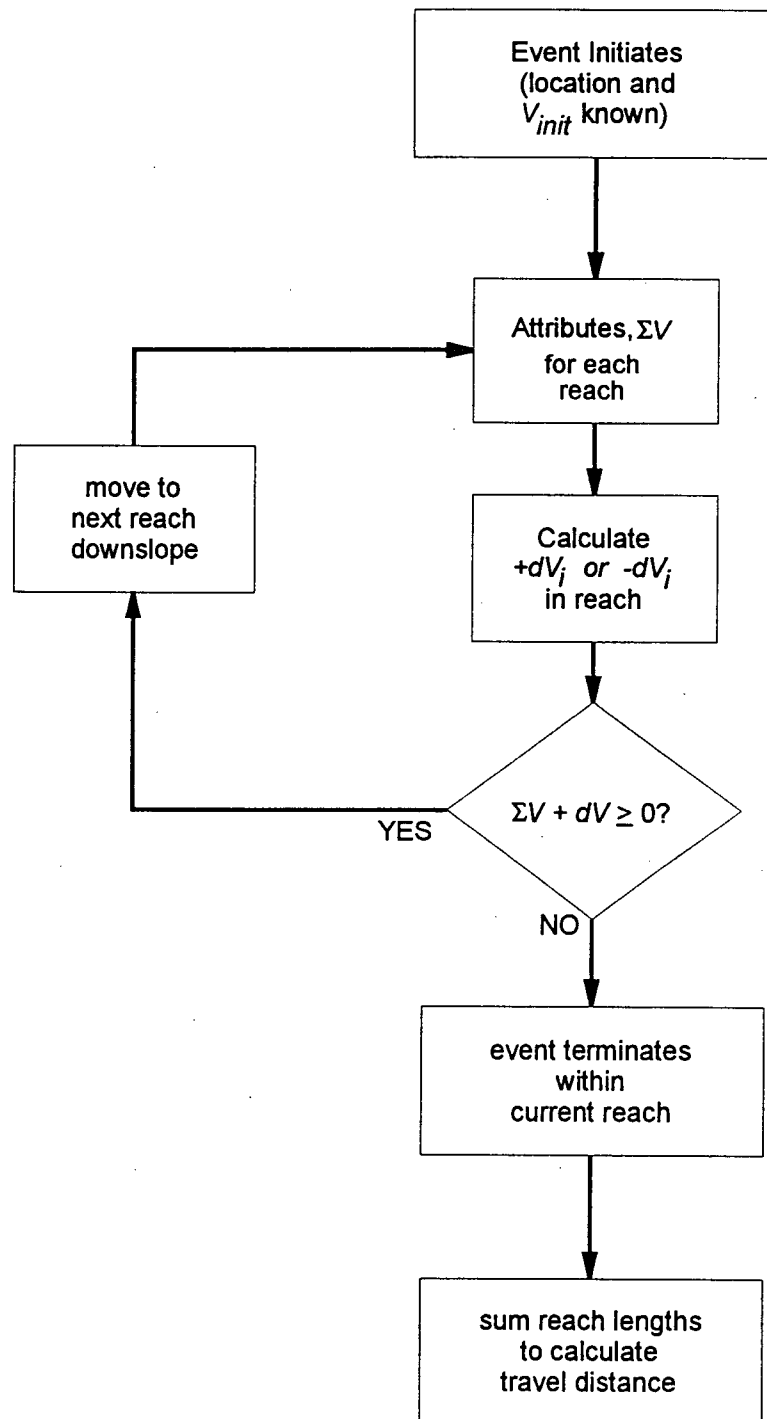 Event Initiates
(location and
V_init known)
Attributes, ΣV
for each
reach
move to
next reach
downslope
Calculate
+dV_i or -dV_i
in reach
ΣV + dV ≥ 0?
YES
NO
event terminates
within
current reach
sum reach lengths
to calculate
travel distance